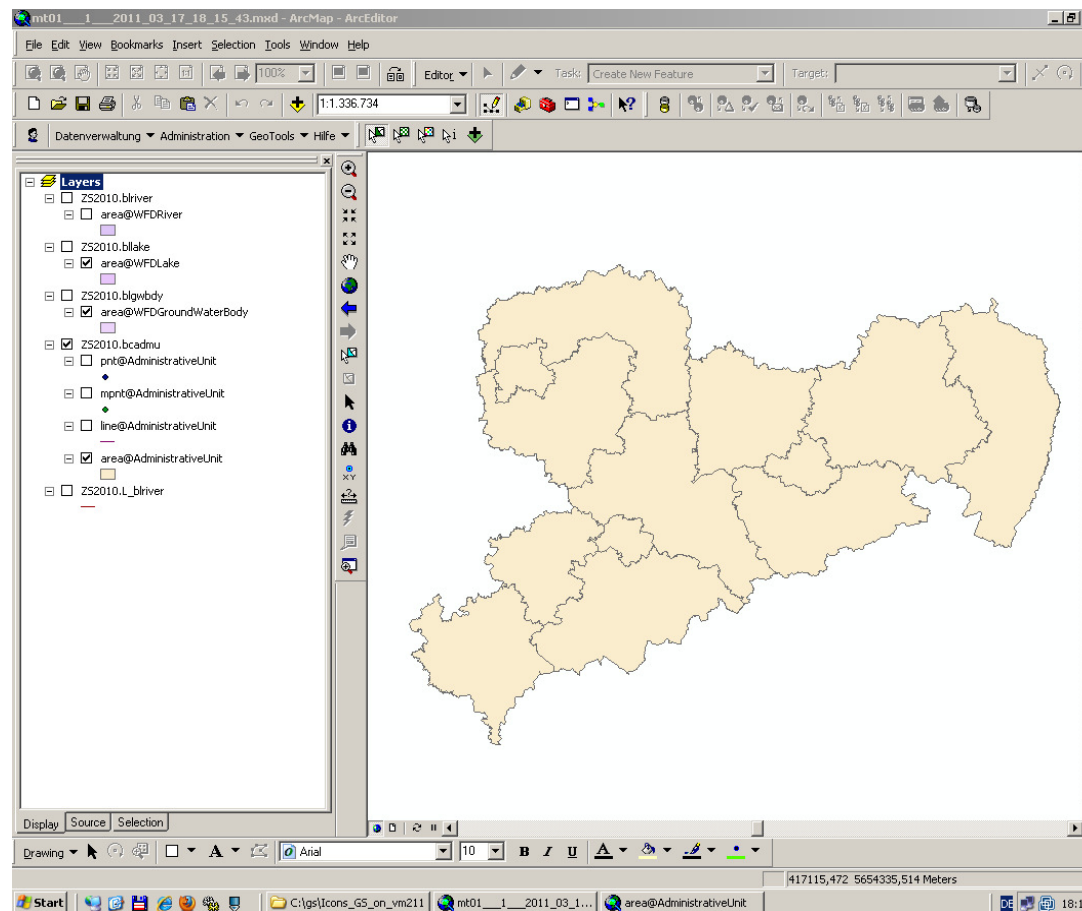 mt01___1___2011_03_17_18_15_43.mxd - ArcMap - ArcEditor
File Edit View Bookmarks Insert Selection Tools Window Help
100% Editor Task: Create New Feature Target:
1:1.336.734
Datenverwaltung Administration GeoTools Hilfe
Layers
ZS2010.blriver
area@WFDRiver
ZS2010.bllake
area@WFDLake
ZS2010.blgwbdy
area@WFDGroundWaterBody
ZS2010.bcadmu
pnt@AdministrativeUnit
mpnt@AdministrativeUnit
line@AdministrativeUnit
area@AdministrativeUnit
ZS2010.L_blriver
XY
Display Source Selection
Drawing A Arial 10 B I U A
417115,472 5654335,514 Meters
Start C:\gs\Icons_GS_on_vm211 mt01___1___2011_03_1... area@AdministrativeUnit DE